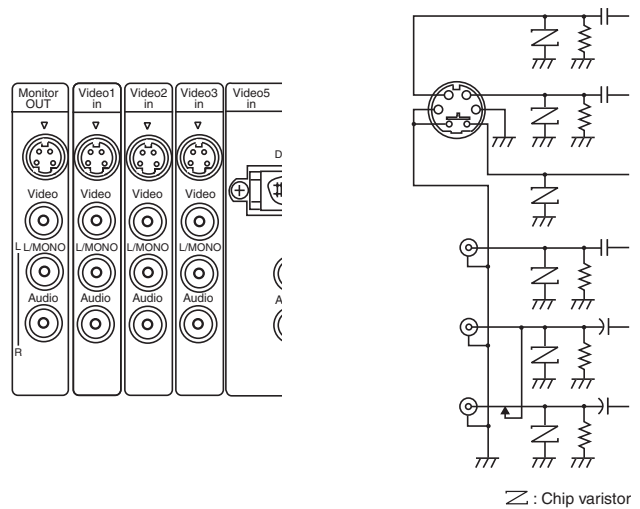 Monitor OUT
Video1 in
Video2 in
Video3 in
Video5 in
D
Video
Video
Video
Video
L
L/MONO
L/MONO
L/MONO
L/MONO
Audio
Audio
Audio
Audio
A
R
: Chip varistor